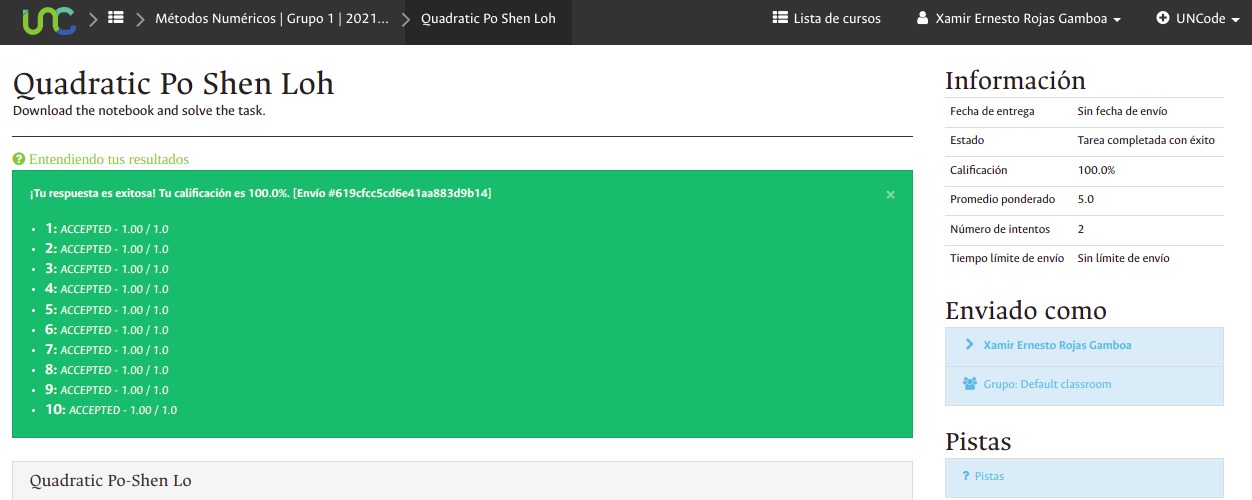 UNC
Métodos Numéricos | Grupo 1 | 2021...
Quadratic Po Shen Loh
Lista de cursos
Xamir Ernesto Rojas Gamboa
UNCode
Quadratic Po Shen Loh
Download the notebook and solve the task.
Entendiendo tus resultados
¡Tu respuesta es exitosa! Tu calificación es 100.0%. [Envío #619cfcc5cd6e41aa883d9b14]
×
• 1: ACCEPTED - 1.00 / 1.0
• 2: ACCEPTED - 1.00 / 1.0
• 3: ACCEPTED - 1.00 / 1.0
• 4: ACCEPTED - 1.00 / 1.0
• 5: ACCEPTED - 1.00 / 1.0
• 6: ACCEPTED - 1.00 / 1.0
• 7: ACCEPTED - 1.00 / 1.0
• 8: ACCEPTED - 1.00 / 1.0
• 9: ACCEPTED - 1.00 / 1.0
• 10: ACCEPTED - 1.00 / 1.0
Quadratic Po-Shen Lo
Información
Fecha de entrega Sin fecha de envío
Estado Tarea completada con éxito
Calificación 100.0%
Promedio ponderado 5.0
Número de intentos 2
Tiempo límite de envío Sin límite de envío
Enviado como
Xamir Ernesto Rojas Gamboa
Grupo: Default classroom
Pistas
? Pistas